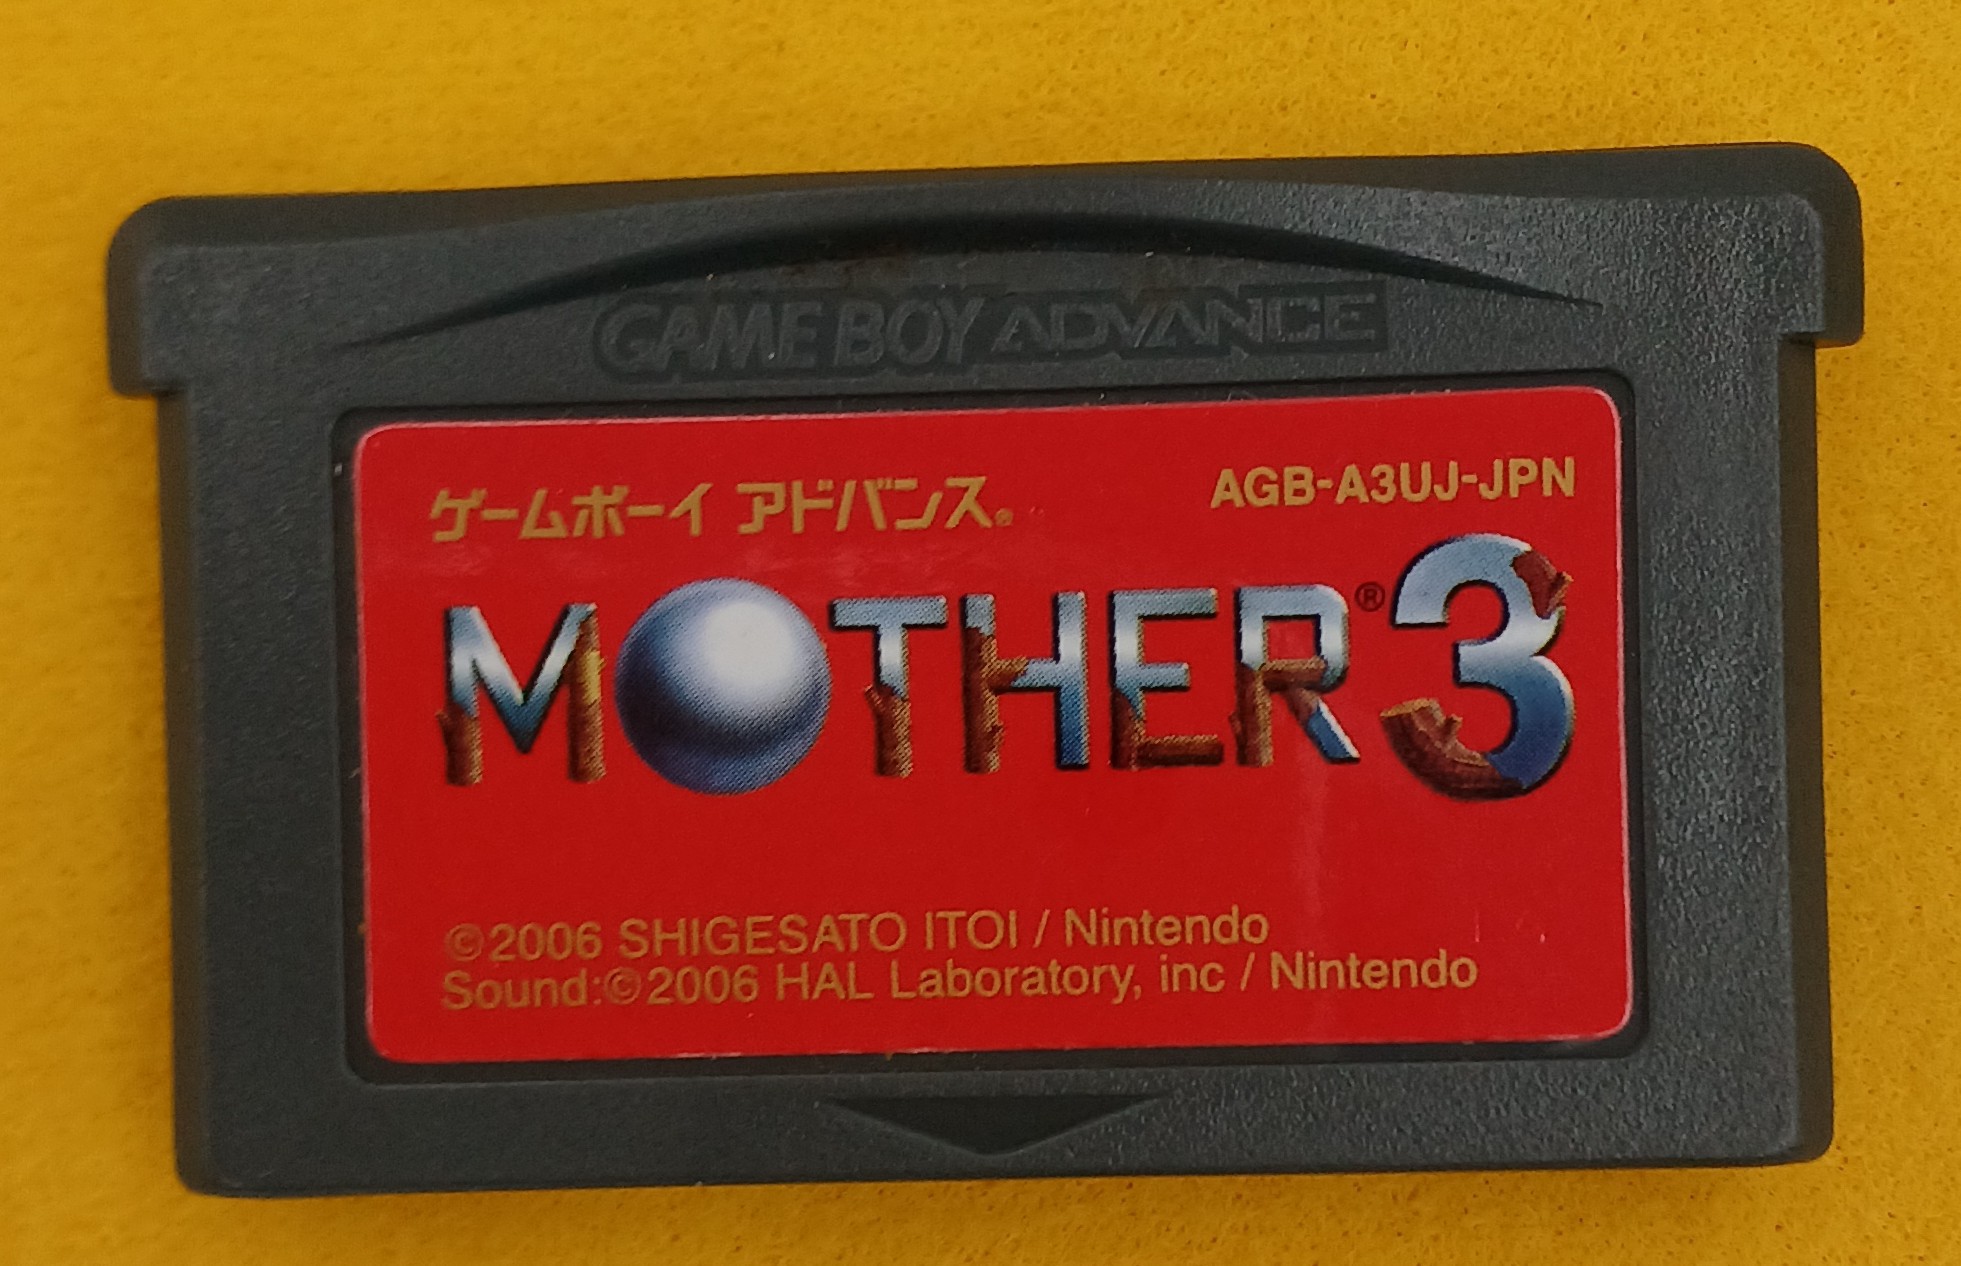 GAME BOY ADVANCE
ゲームボーイ アドバンス®
AGB-A3UJ-JPN
MOTHER® 3
©2006 SHIGESATO ITOI / Nintendo
Sound:©2006 HAL Laboratory, inc / Nintendo